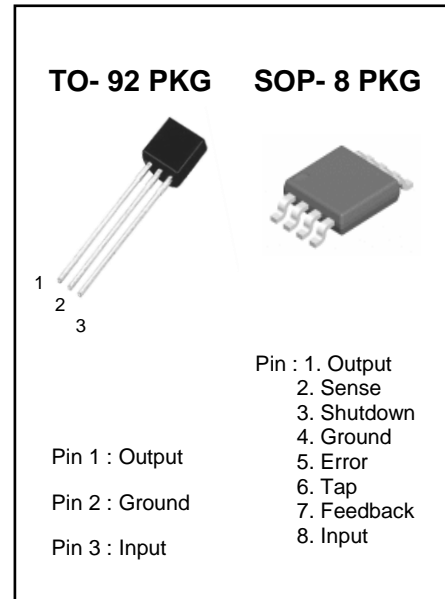 TO- 92 PKG
SOP- 8 PKG
1
2
3
Pin 1 : Output
Pin 2 : Ground
Pin 3 : Input
Pin : 1. Output
2. Sense
3. Shutdown
4. Ground
5. Error
6. Tap
7. Feedback
8. Input